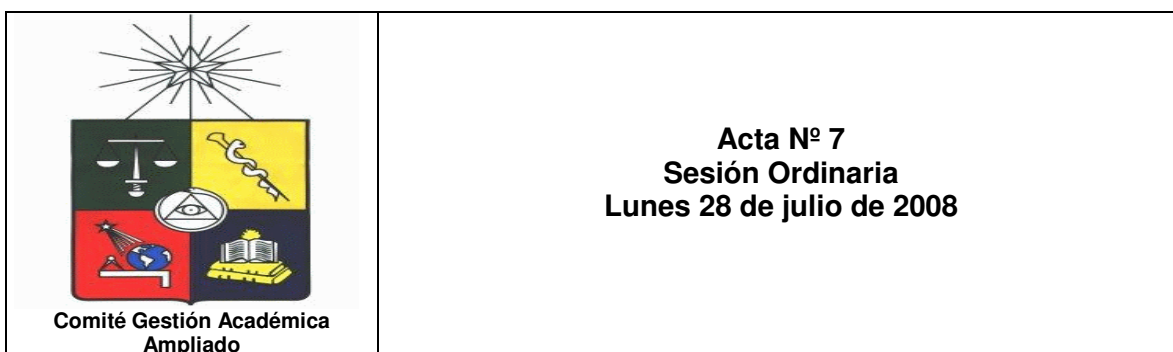 Acta Nº 7
Sesión Ordinaria
Lunes 28 de julio de 2008
Comité Gestión Académica
Ampliado